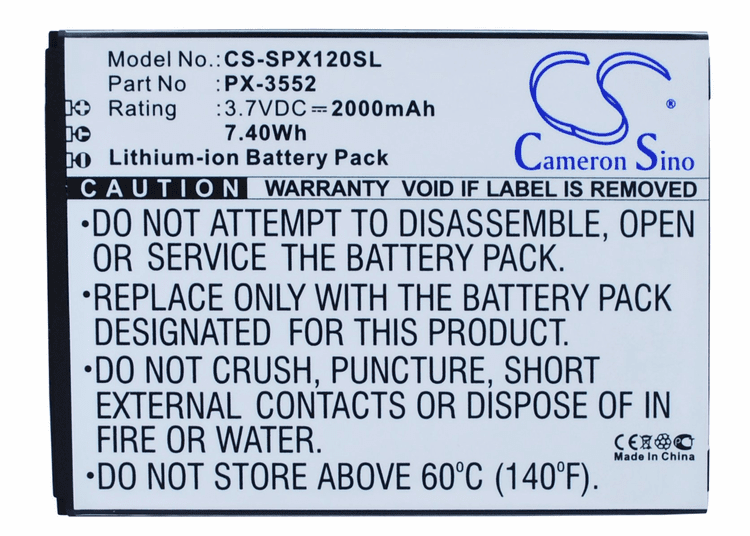 Model No.: CS-SPX120SL
Part No : PX-3552
Rating : 3.7VDC⎓2000mAh
7.40Wh
Lithium-ion Battery Pack
CS
®
Cameron Sino
CAUTION WARRANTY VOID IF LABEL IS REMOVED
•DO NOT ATTEMPT TO DISASSEMBLE, OPEN
OR SERVICE THE BATTERY PACK.
•REPLACE ONLY WITH THE BATTERY PACK
DESIGNATED FOR THIS PRODUCT.
•DO NOT CRUSH, PUNCTURE, SHORT
EXTERNAL CONTACTS OR DISPOSE OF IN
FIRE OR WATER.
•DO NOT STORE ABOVE 60°C (140°F).
CE PC
Made In China